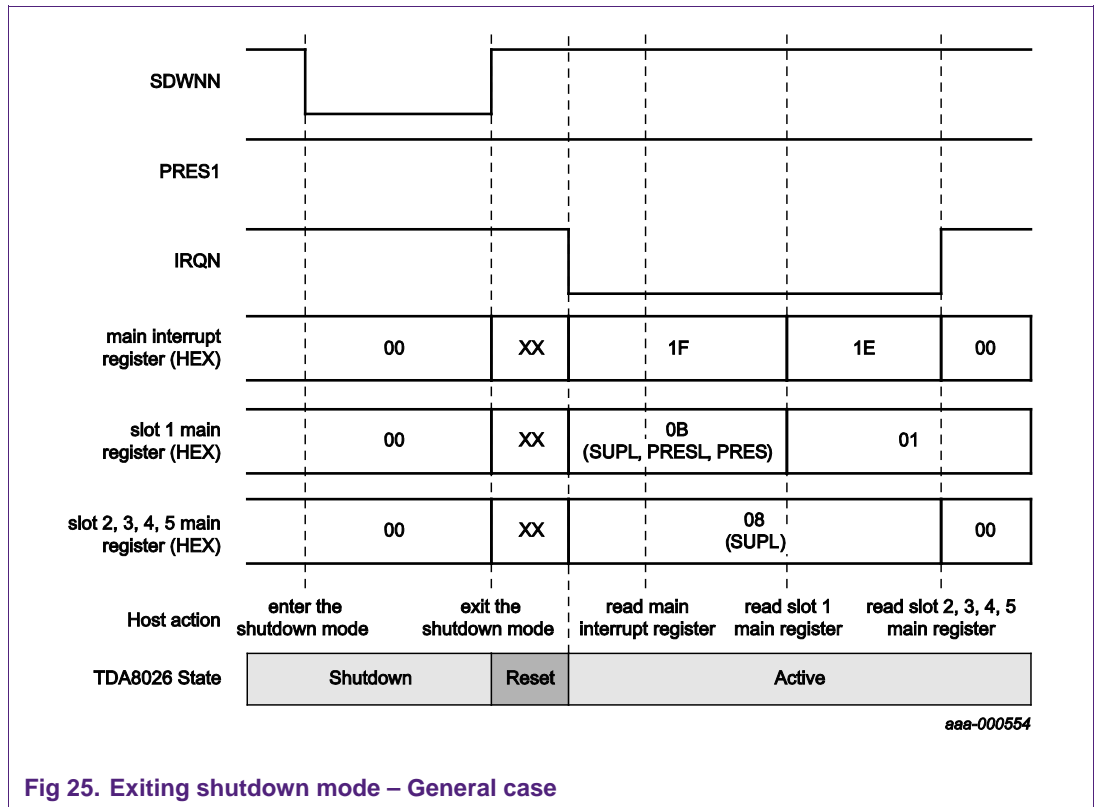 SDWNN
PRES1
IRQN
main interrupt
register (HEX)
00
XX
1F
1E
00
slot 1 main
register (HEX)
00
XX
0B
(SUPL, PRESL, PRES)
01
slot 2, 3, 4, 5 main
register (HEX)
00
XX
08
(SUPL)
00
Host action
enter the
shutdown mode
exit the
shutdown mode
read main
interrupt register
read slot 1
main register
read slot 2, 3, 4, 5
main register
TDA8026 State
Shutdown
Reset
Active
aaa-000554
Fig 25. Exiting shutdown mode – General case